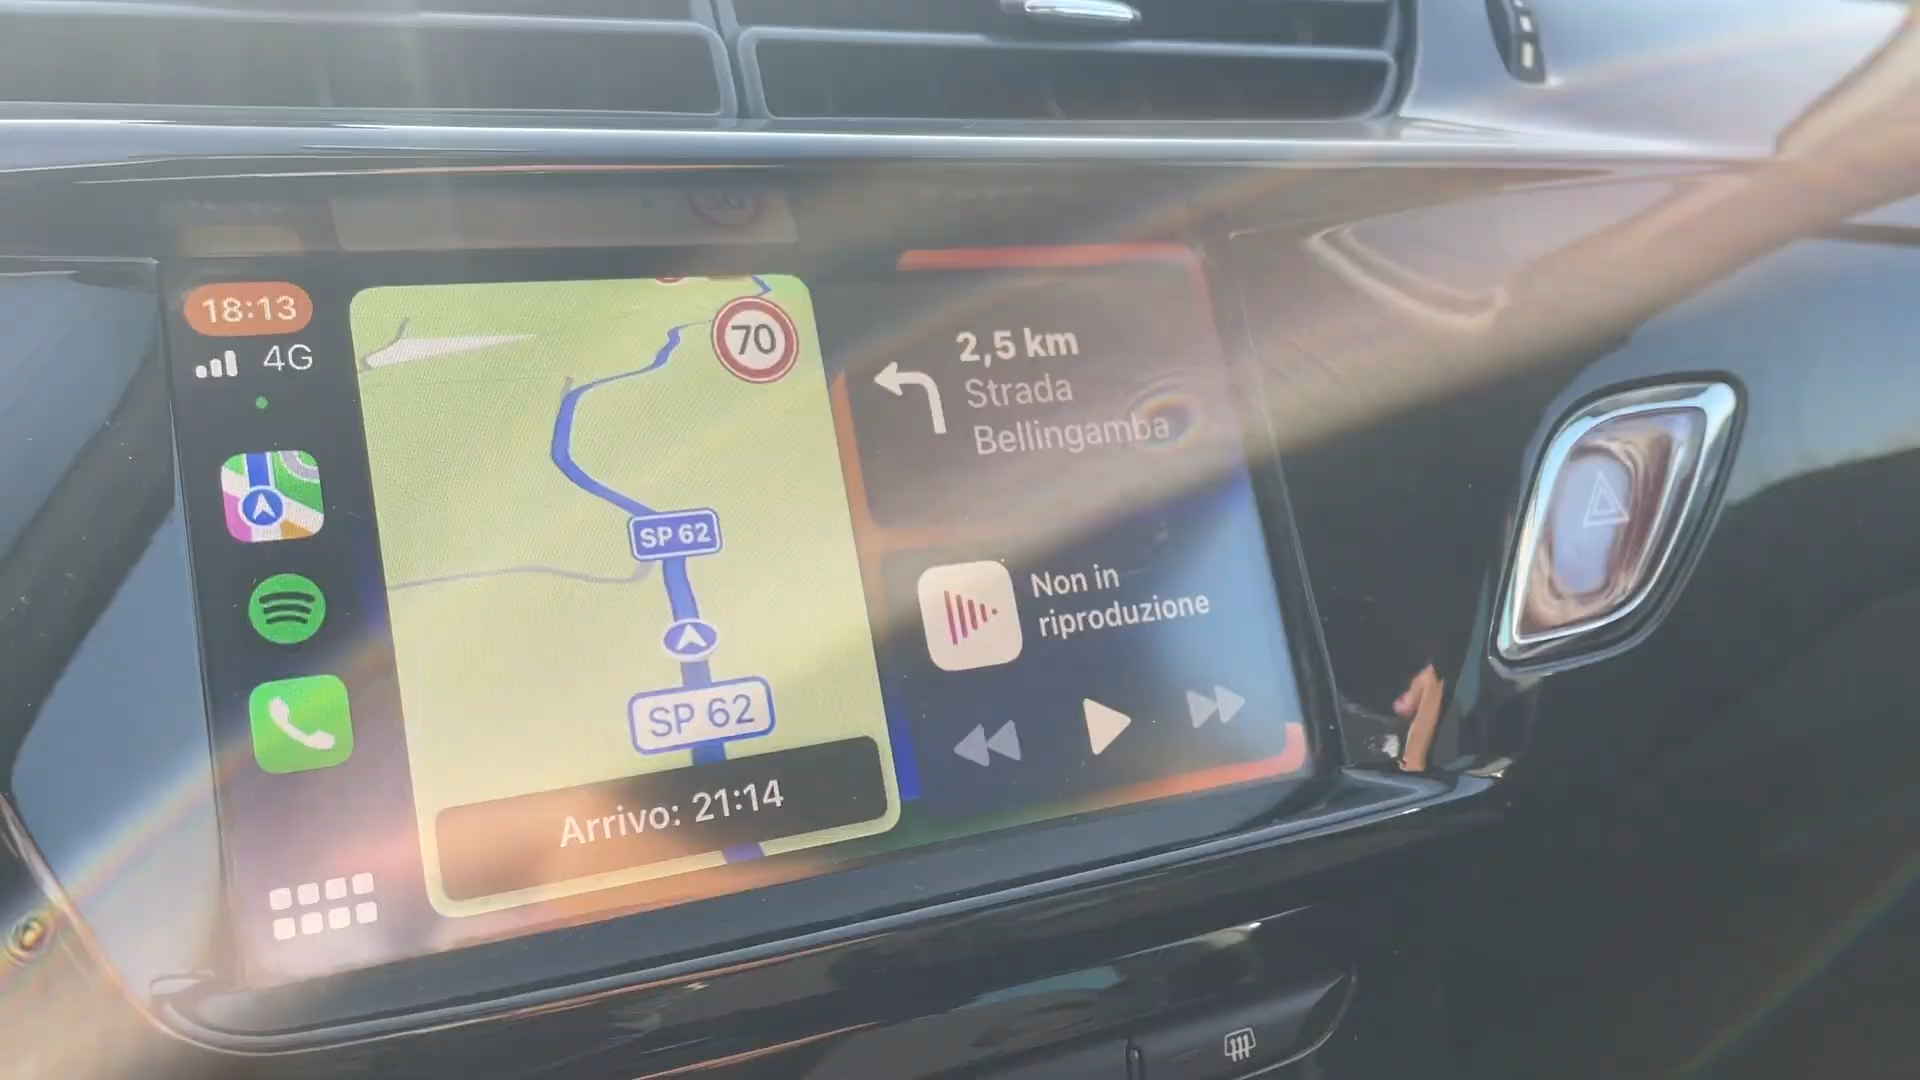 18:13
4G
70
SP 62
SP 62
Arrivo: 21:14
2,5 km
Strada
Bellingamba
Non in
riproduzione